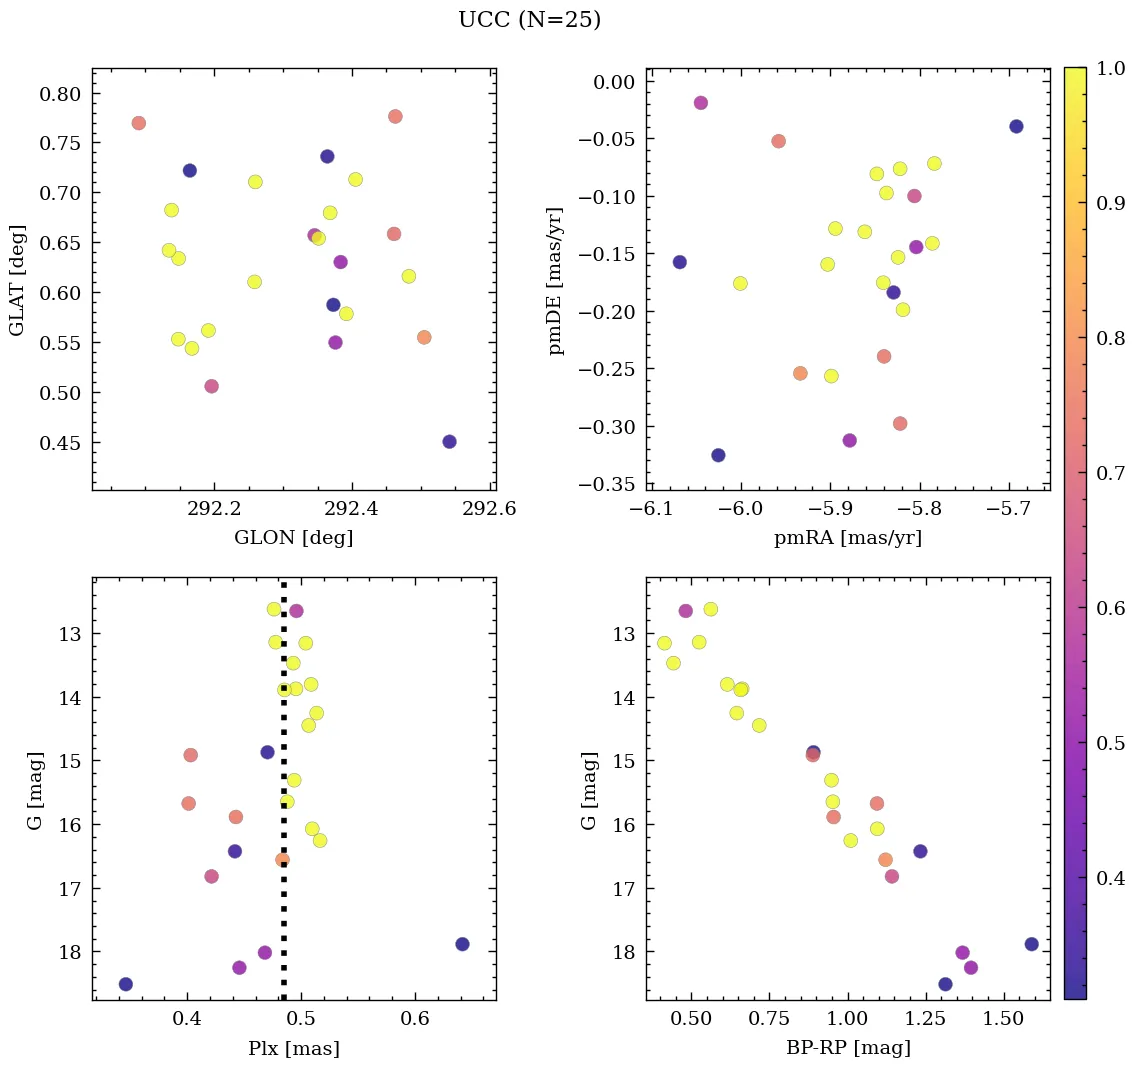 UCC (N=25)
0.80
0.75
0.70
0.65
0.60
0.55
0.50
0.45
GLAT [deg]
292.2 292.4 292.6
GLON [deg]
0.00
−0.05
−0.10
−0.15
−0.20
−0.25
−0.30
−0.35
pmDE [mas/yr]
−6.1 −6.0 −5.9 −5.8 −5.7
pmRA [mas/yr]
13
14
15
16
17
18
G [mag]
0.4 0.5 0.6
Plx [mas]
13
14
15
16
17
18
G [mag]
0.50 0.75 1.00 1.25 1.50
BP-RP [mag]
1.0
0.9
0.8
0.7
0.6
0.5
0.4